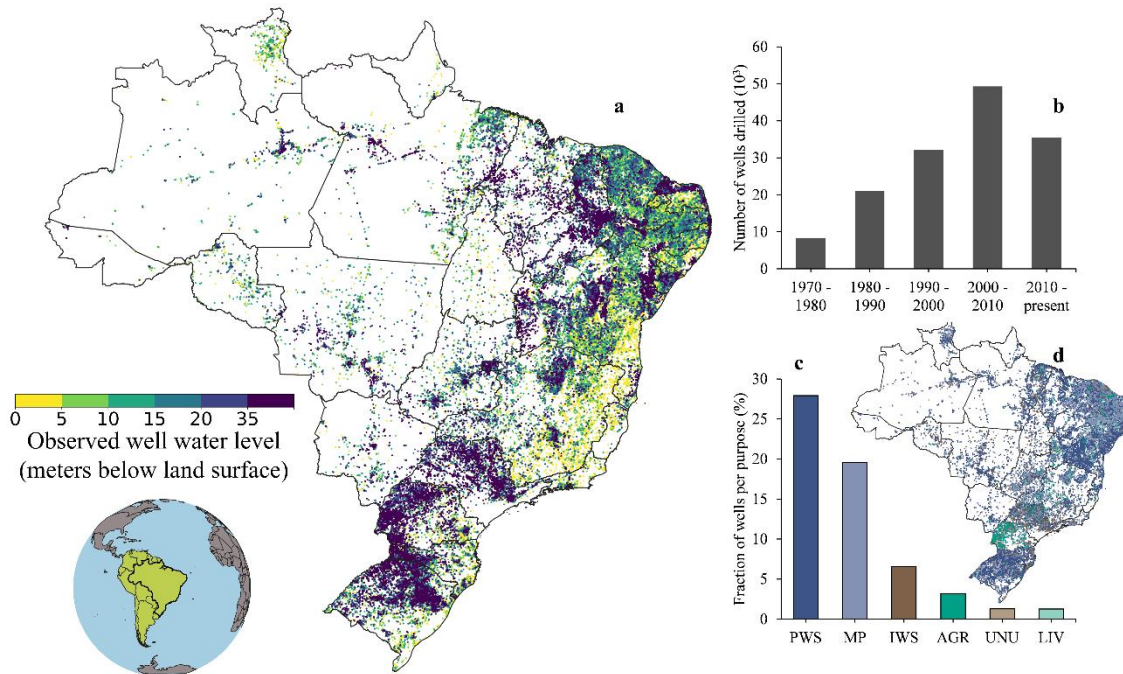 a
0 5 10 15 20 35
Observed well water level
(meters below land surface)
b
Number of wells drilled (10³)
60
50
40
30
20
10
0
1970 - 1980
1980 - 1990
1990 - 2000
2000 - 2010
2010 - present
c
d
Fraction of wells per purpose (%)
30
25
20
15
10
5
0
PWS MP IWS AGR UNU LIV